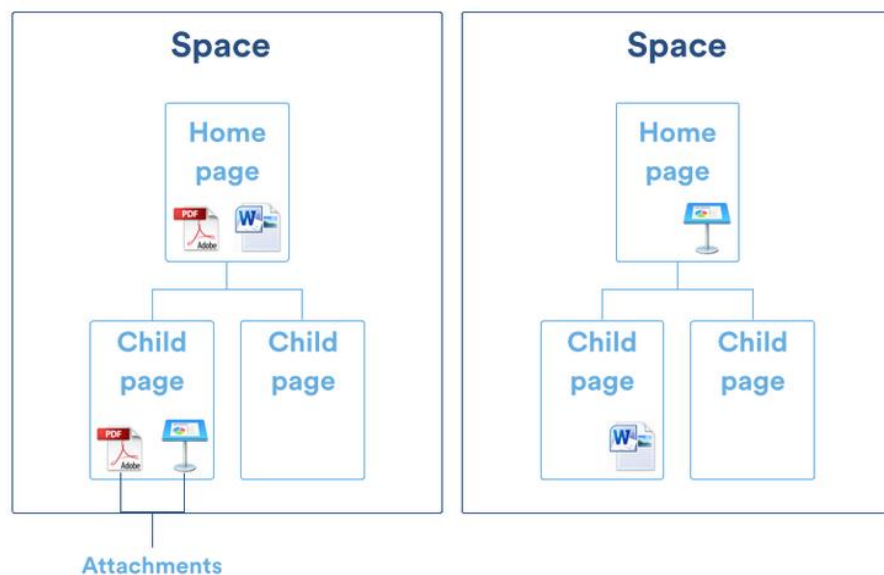 Space
Home
page
PDF
Adobe
W
Child
page
PDF
Adobe
Child
page
Attachments
Space
Home
page
Child
page
W
Child
page